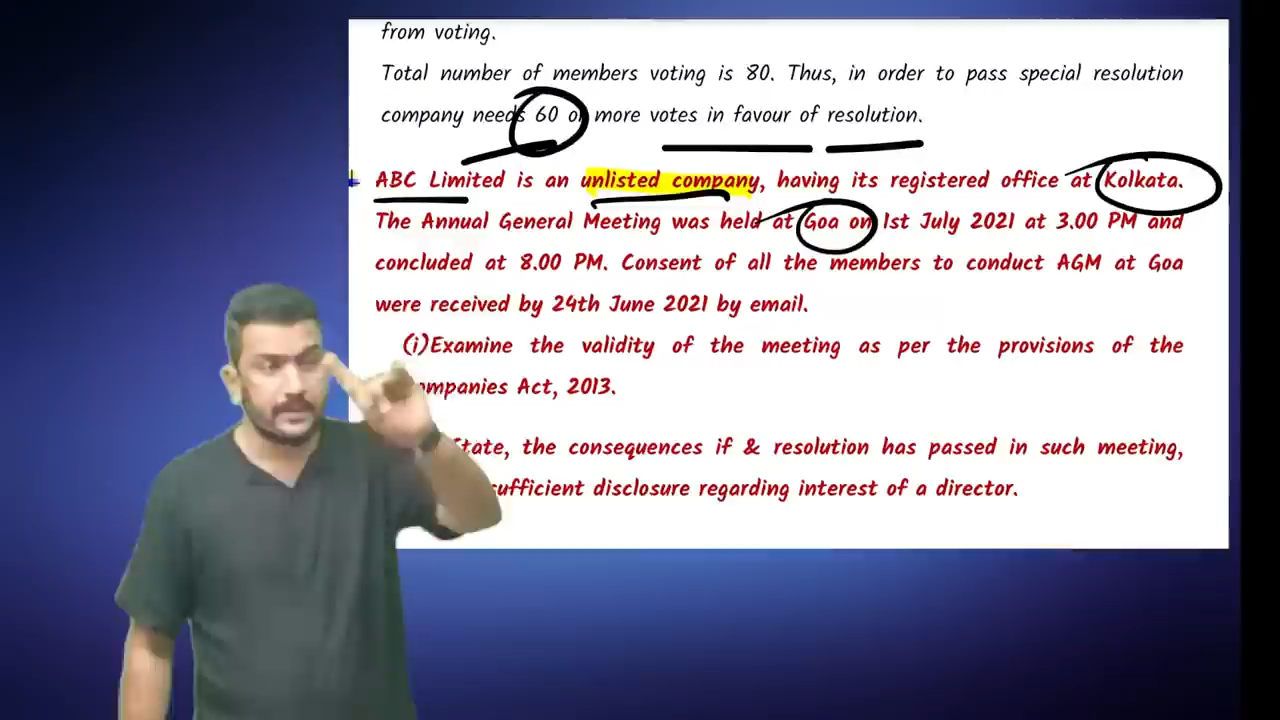 from voting.
Total number of members voting is 80. Thus, in order to pass special resolution
company needs 60 or more votes in favour of resolution.
ABC Limited is an unlisted company, having its registered office at Kolkata.
The Annual General Meeting was held at Goa on 1st July 2021 at 3.00 PM and
concluded at 8.00 PM. Consent of all the members to conduct AGM at Goa
were received by 24th June 2021 by email.
(i)Examine the validity of the meeting as per the provisions of the
ompanies Act, 2013.
State, the consequences if & resolution has passed in such meeting,
sufficient disclosure regarding interest of a director.